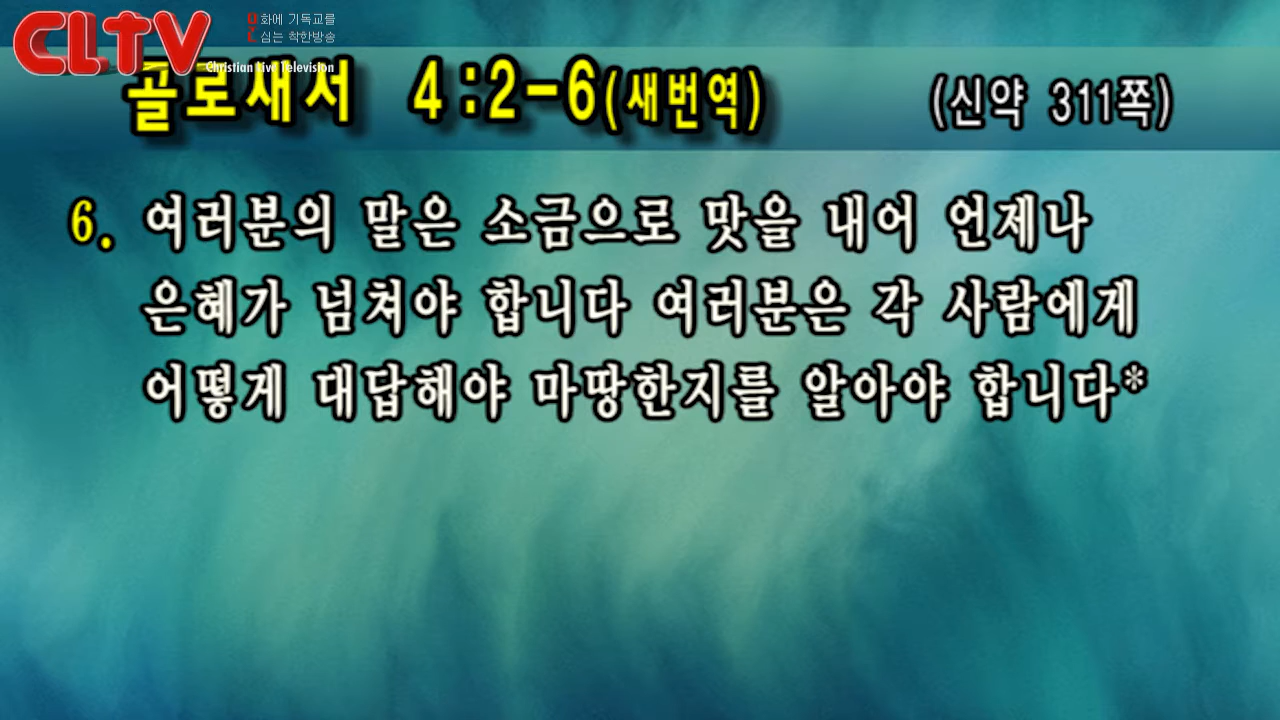 CLTV
문화에 기독교를
심는 착한방송
Christian Live Television
골로새서 4:2-6(새번역) (신약 311쪽)
6. 여러분의 말은 소금으로 맛을 내어 언제나
은혜가 넘쳐야 합니다 여러분은 각 사람에게
어떻게 대답해야 마땅한지를 알아야 합니다*